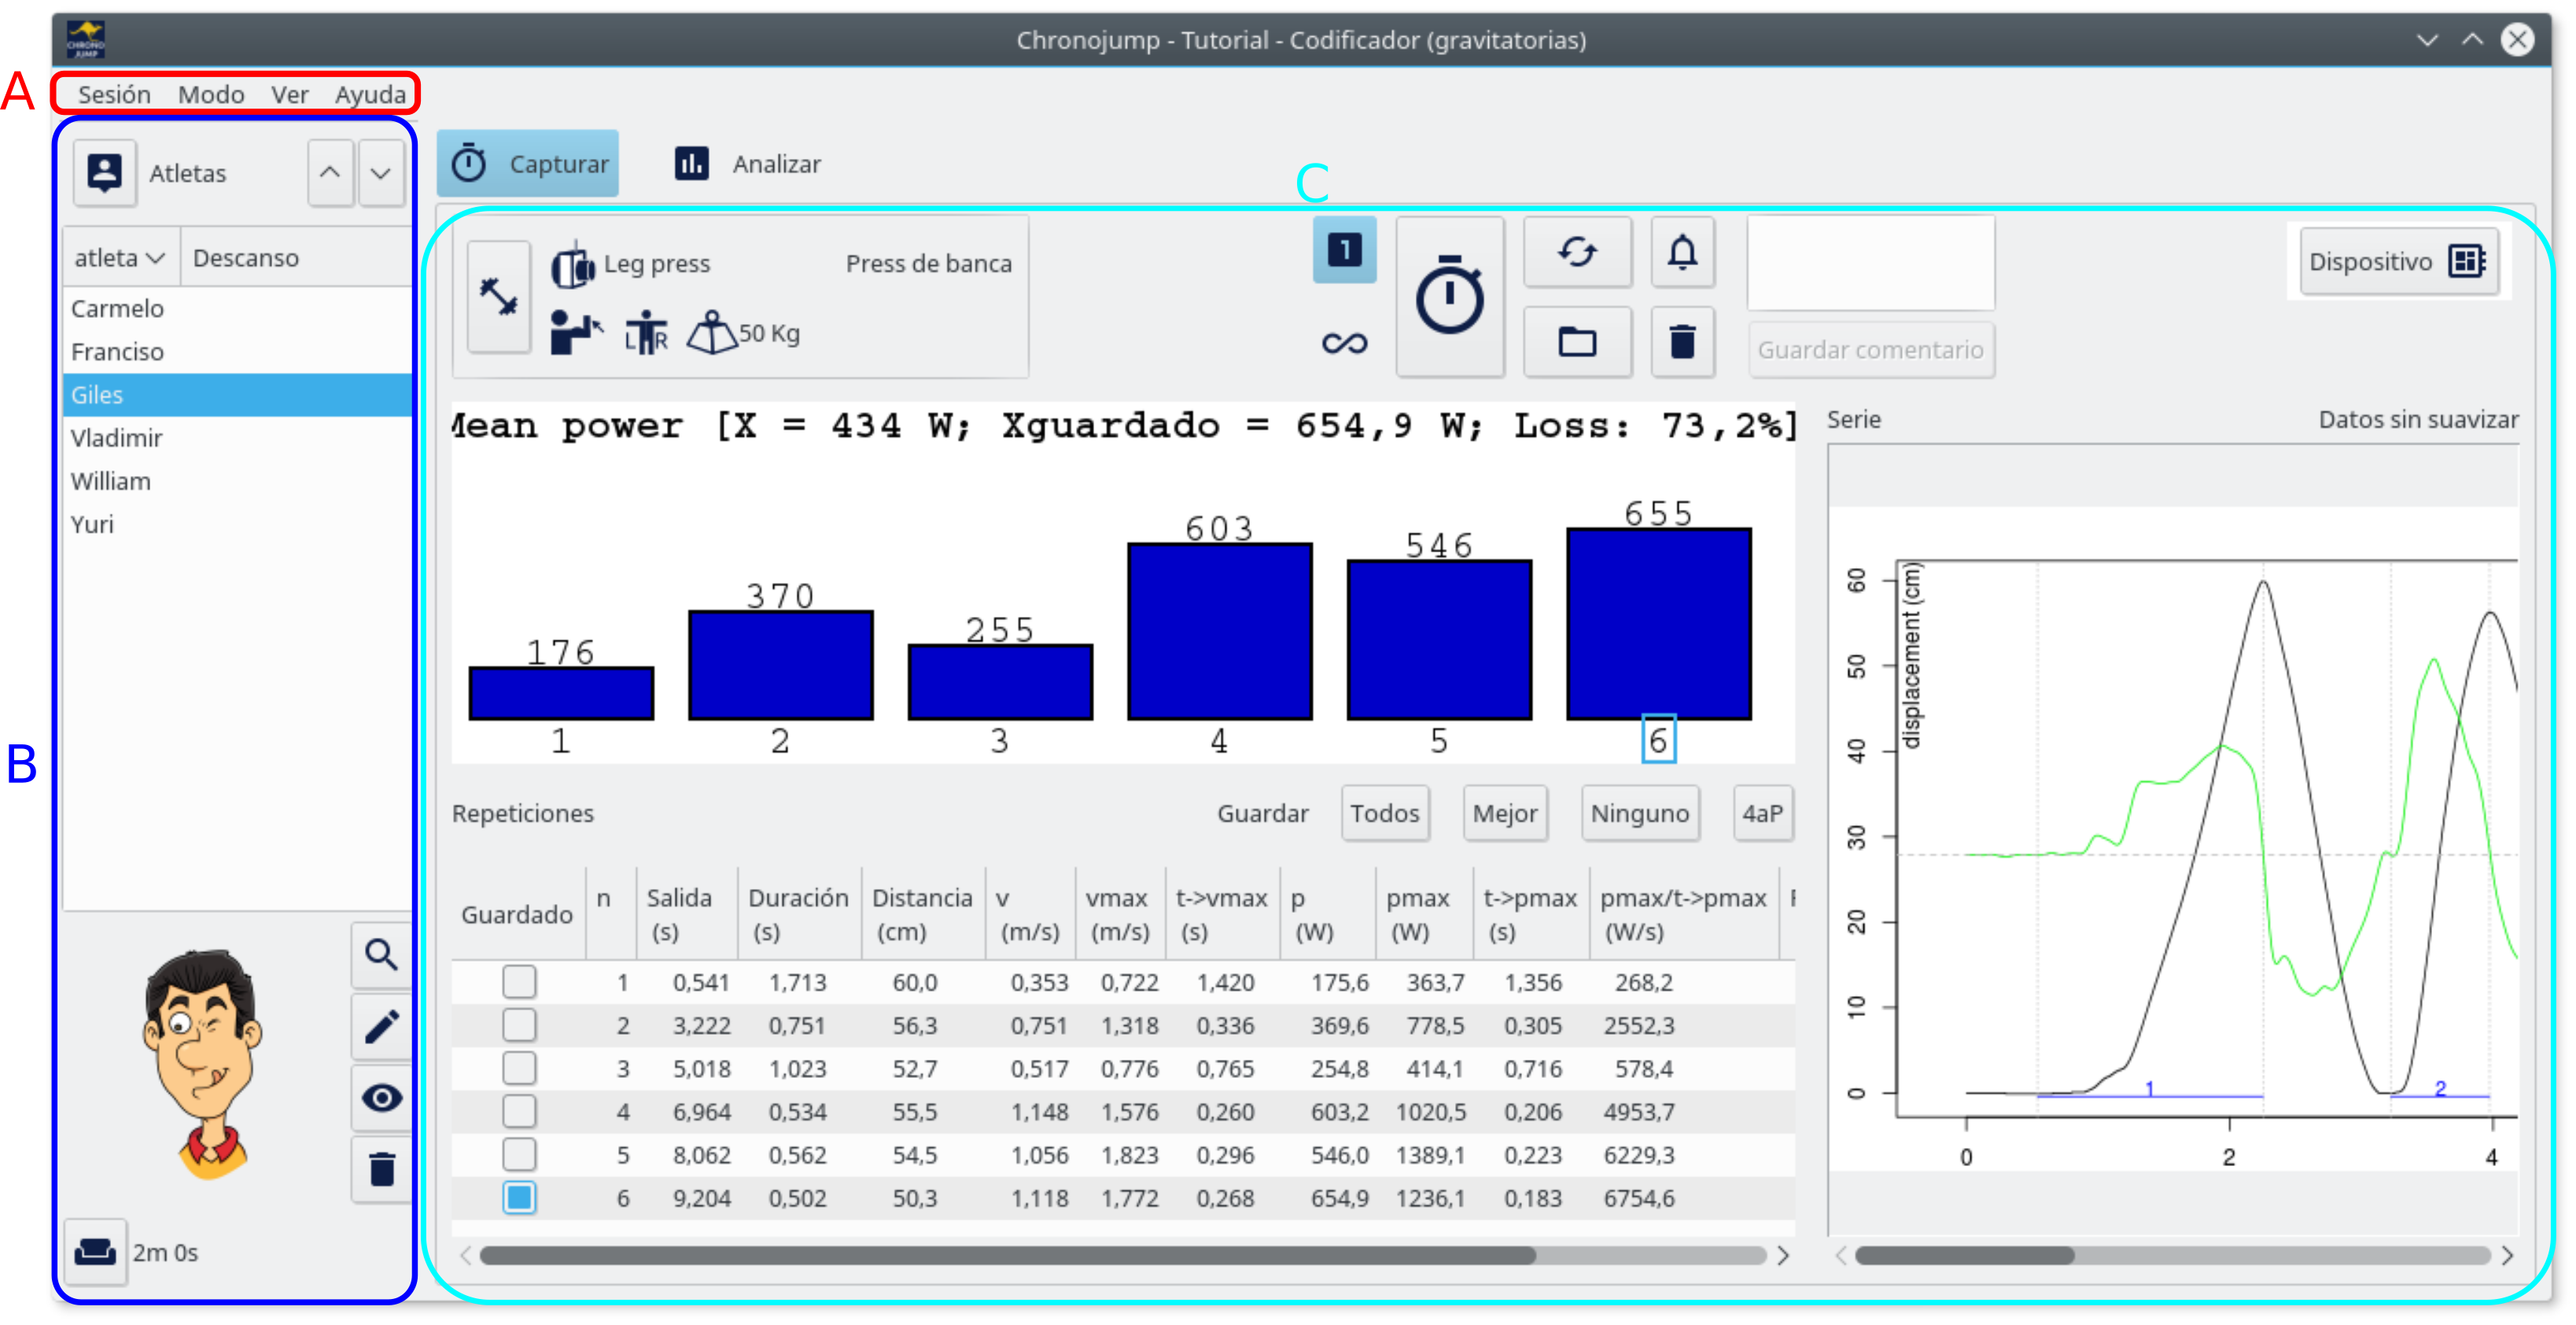 CHRONO JUMP
Chronojump - Tutorial - Codificador (gravitatorias)
A
Sesión Modo Ver Ayuda
Atletas
Capturar
Analizar
C
atleta Descanso
Carmelo
Franciso
Giles
Vladimir
William
Yuri
B
2m 0s
Leg press
Press de banca
L R
50 Kg
1
Guardar comentario
Dispositivo
Mean power [X = 434 W; Xguardado = 654,9 W; Loss: 73,2%]
176 370 255 603 546 655
1 2 3 4 5 6
Serie
Datos sin suavizar
displacement (cm)
60
50
40
30
20
10
0
1 2
0 2 4
Repeticiones
Guardar Todos Mejor Ninguno 4aP
Guardado n Salida (s) Duración (s) Distancia (cm) v (m/s) vmax (m/s) t->vmax (s) p (W) pmax (W) t->pmax (s) pmax/t->pmax (W/s)
1 0,541 1,713 60,0 0,353 0,722 1,420 175,6 363,7 1,356 268,2
2 3,222 0,751 56,3 0,751 1,318 0,336 369,6 778,5 0,305 2552,3
3 5,018 1,023 52,7 0,517 0,776 0,765 254,8 414,1 0,716 578,4
4 6,964 0,534 55,5 1,148 1,576 0,260 603,2 1020,5 0,206 4953,7
5 8,062 0,562 54,5 1,056 1,823 0,296 546,0 1389,1 0,223 6229,3
6 9,204 0,502 50,3 1,118 1,772 0,268 654,9 1236,1 0,183 6754,6